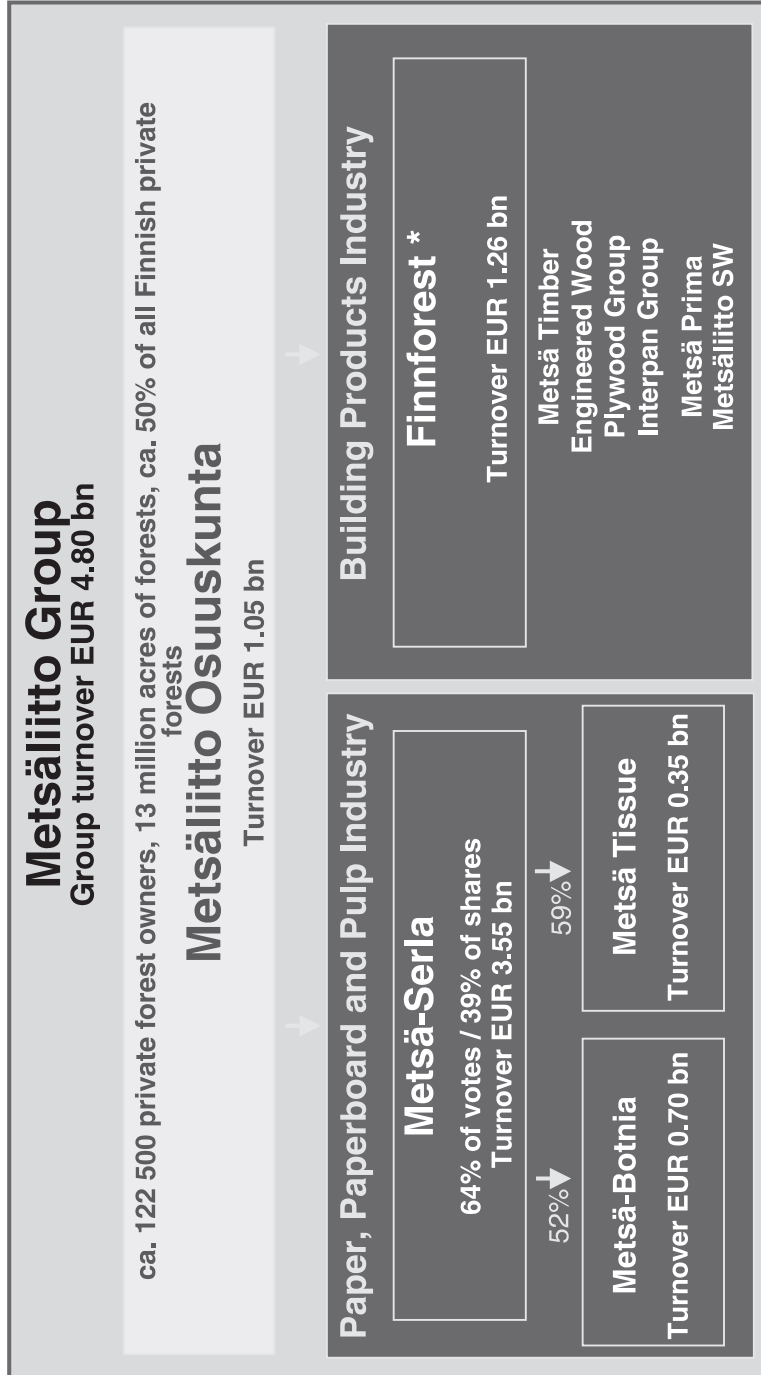 Metsäliitto Group
Group turnover EUR 4.80 bn
ca. 122 500 private forest owners, 13 million acres of forests, ca. 50% of all Finnish private
forests
Metsäliitto Osuuskunta
Turnover EUR 1.05 bn
Paper, Paperboard and Pulp Industry
Metsä-Serla
64% of votes / 39% of shares
Turnover EUR 3.55 bn
52%
59%
Metsä-Botnia
Turnover EUR 0.70 bn
Metsä Tissue
Turnover EUR 0.35 bn
Building Products Industry
Finnforest *
Turnover EUR 1.26 bn
Metsä Timber
Engineered Wood
Plywood Group
Interpan Group
Metsä Prima
Metsäliitto SW